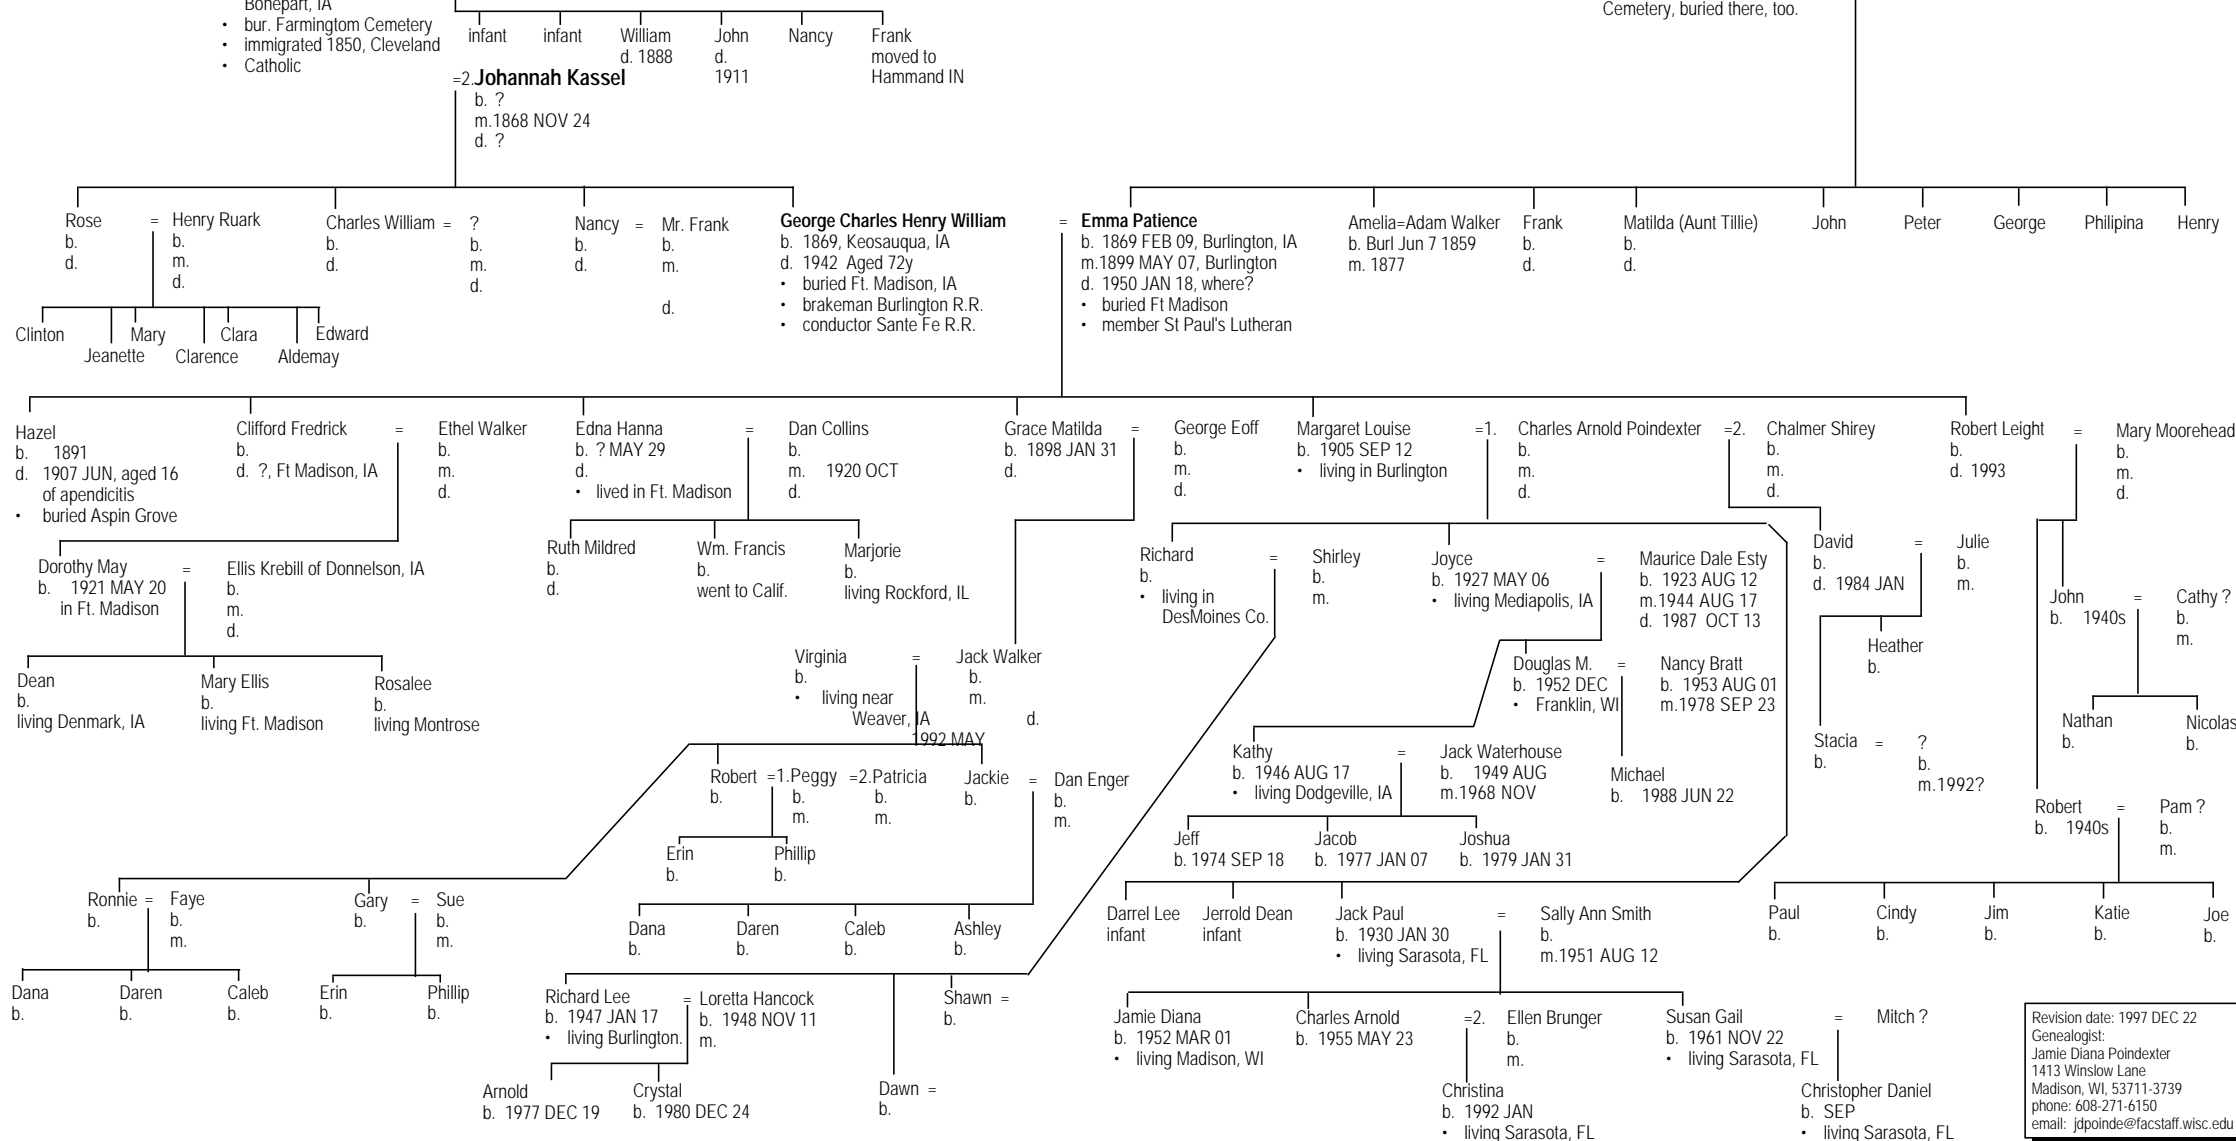 Bonepart, IA
• bur. Farmingtom Cemetery
• immigrated 1850, Cleveland
• Catholic
infant
infant
William
d. 1888
John
d.
1911
Nancy
Frank
moved to
Hammand IN
Cemetery, buried there, too.
=2.Johannah Kassel
b. ?
m.1868 NOV 24
d. ?
Rose =
b.
d.
Henry Ruark
b.
m.
d.
Charles William =
b.
d.
?
b.
m.
d.
Nancy =
b.
d.
Mr. Frank
b.
m.
d.
George Charles Henry William =
b. 1869, Keosauqua, IA
d. 1942 Aged 72y
• buried Ft. Madison, IA
• brakeman Burlington R.R.
• conductor Sante Fe R.R.
Emma Patience
b. 1869 FEB 09, Burlington, IA
m.1899 MAY 07, Burlington
d. 1950 JAN 18, where?
• buried Ft Madison
• member St Paul's Lutheran
Amelia=Adam Walker
b. Burl Jun 7 1859
m. 1877
Frank
b.
d.
Matilda (Aunt Tillie)
b.
d.
John
Peter
George
Philipina
Henry
Clinton
Jeanette
Mary
Clarence
Clara
Aldemay
Edward
Hazel
b. 1891
d. 1907 JUN, aged 16
of apendicitis
• buried Aspin Grove
Clifford Fredrick =
b.
d. ?, Ft Madison, IA
Ethel Walker
b.
m.
d.
Edna Hanna =
b. ? MAY 29
d.
• lived in Ft. Madison
Dan Collins
b.
m. 1920 OCT
d.
Grace Matilda =
b. 1898 JAN 31
d.
George Eoff
b.
m.
d.
Margaret Louise =1.
b. 1905 SEP 12
• living in Burlington
Charles Arnold Poindexter =2.
b.
m.
d.
Chalmer Shirey
b.
m.
d.
Robert Leight =
b.
d. 1993
Mary Moorehead
b.
m.
d.
Dorothy May =
b. 1921 MAY 20
in Ft. Madison
Ellis Krebill of Donnelson, IA
b.
m.
d.
Ruth Mildred
b.
d.
Wm. Francis
b.
went to Calif.
Marjorie
b.
living Rockford, IL
Richard =
b.
• living in
DesMoines Co.
Shirley
b.
m.
Joyce =
b. 1927 MAY 06
• living Mediapolis, IA
Maurice Dale Esty
b. 1923 AUG 12
m.1944 AUG 17
d. 1987 OCT 13
David =
b.
d. 1984 JAN
Julie
b.
m.
John =
b. 1940s
Cathy ?
b.
m.
Heather
b.
Dean
b.
living Denmark, IA
Mary Ellis
b.
living Ft. Madison
Rosalee
b.
living Montrose
Virginia =
b.
• living near
Weaver, IA
Jack Walker
b.
m.
d.
1992 MAY
Douglas M. =
b. 1952 DEC
• Franklin, WI
Nancy Bratt
b. 1953 AUG 01
m.1978 SEP 23
Nathan
b.
Nicolas
b.
Stacia =
b.
?
b.
m.1992?
Kathy =
b. 1946 AUG 17
• living Dodgeville, IA
Jack Waterhouse
b. 1949 AUG
m.1968 NOV
Michael
b. 1988 JUN 22
Robert =1.Peggy =2.Patricia
b.
b.
m.
b.
m.
Jackie =
b.
Dan Enger
b.
m.
Robert =
b. 1940s
Pam ?
b.
m.
Erin
b.
Phillip
b.
Jeff
b. 1974 SEP 18
Jacob
b. 1977 JAN 07
Joshua
b. 1979 JAN 31
Ronnie =
b.
Faye
b.
m.
Gary =
b.
Sue
b.
m.
Dana
b.
Daren
b.
Caleb
b.
Ashley
b.
Darrel Lee
infant
Jerrold Dean
infant
Jack Paul =
b. 1930 JAN 30
• living Sarasota, FL
Sally Ann Smith
b.
m.1951 AUG 12
Paul
b.
Cindy
b.
Jim
b.
Katie
b.
Joe
b.
Dana
b.
Daren
b.
Caleb
b.
Erin
b.
Phillip
b.
Richard Lee =
b. 1947 JAN 17
• living Burlington.
Loretta Hancock
b. 1948 NOV 11
m.
Shawn =
b.
Dawn =
b.
Arnold
b. 1977 DEC 19
Crystal
b. 1980 DEC 24
Jamie Diana
b. 1952 MAR 01
• living Madison, WI
Charles Arnold =2.
b. 1955 MAY 23
Ellen Brunger
b.
m.
Susan Gail =
b. 1961 NOV 22
• living Sarasota, FL
Mitch ?
Christina
b. 1992 JAN
• living Sarasota, FL
Christopher Daniel
b. SEP
• living Sarasota, FL
Revision date: 1997 DEC 22
Genealogist:
Jamie Diana Poindexter
1413 Winslow Lane
Madison, WI, 53711-3739
phone: 608-271-6150
email: jdpoinde@facstaff.wisc.edu